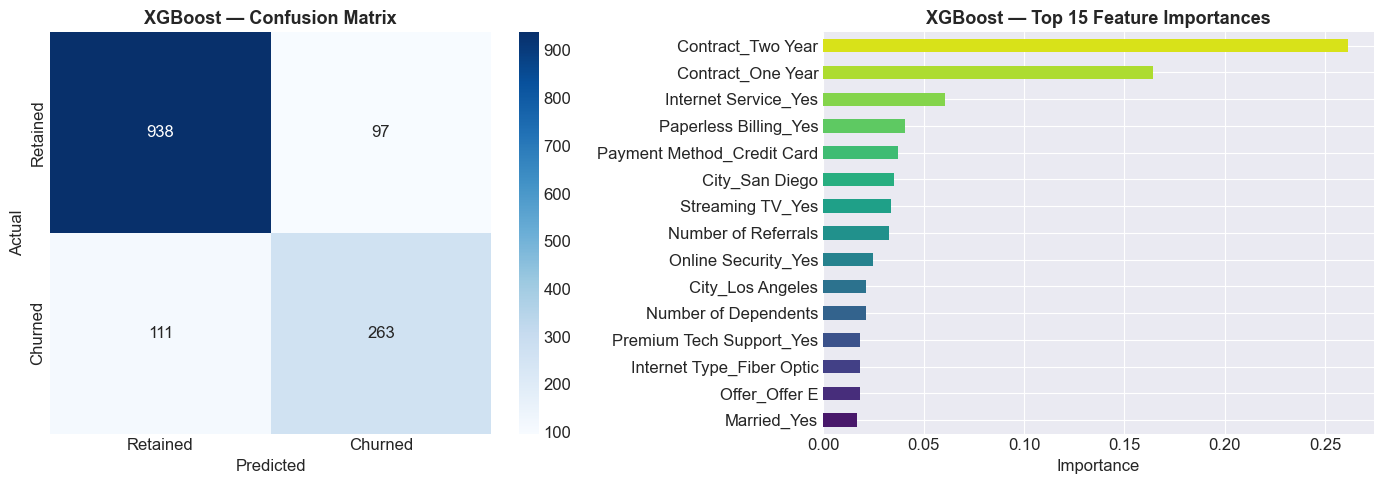 XGBoost — Confusion Matrix
Retained
Churned
Actual
938
97
111
263
Retained
Churned
Predicted
900
800
700
600
500
400
300
200
100
XGBoost — Top 15 Feature Importances
Contract_Two Year
Contract_One Year
Internet Service_Yes
Paperless Billing_Yes
Payment Method_Credit Card
City_San Diego
Streaming TV_Yes
Number of Referrals
Online Security_Yes
City_Los Angeles
Number of Dependents
Premium Tech Support_Yes
Internet Type_Fiber Optic
Offer_Offer E
Married_Yes
0.00
0.05
0.10
0.15
0.20
0.25
Importance